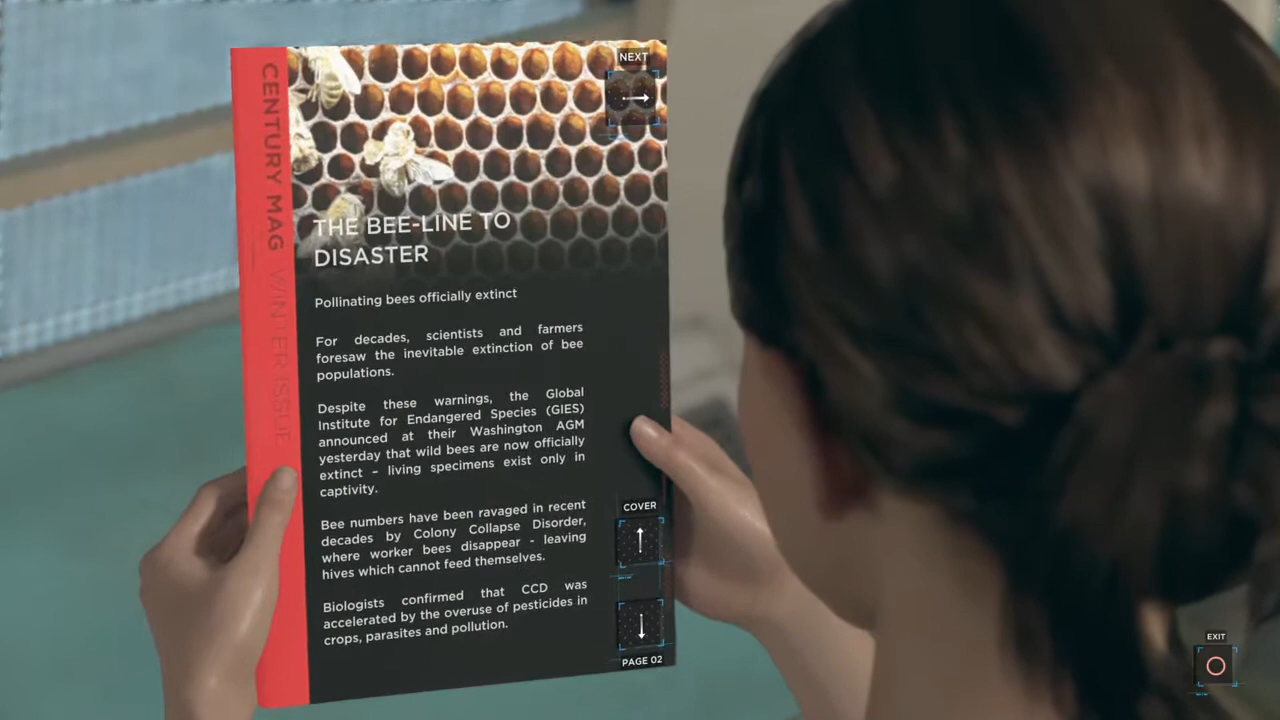 CENTURY MAG WINTER ISSUE
NEXT
THE BEE-LINE TO
DISASTER
Pollinating bees officially extinct
For decades, scientists and farmers
foresaw the inevitable extinction of bee
populations.
Despite these warnings, the Global
Institute for Endangered Species (GIES)
announced at their Washington AGM
yesterday that wild bees are now officially
extinct – living specimens exist only in
captivity.
Bee numbers have been ravaged in recent
decades by Colony Collapse Disorder,
where worker bees disappear - leaving
hives which cannot feed themselves.
Biologists confirmed that CCD was
accelerated by the overuse of pesticides in
crops, parasites and pollution.
COVER
PAGE 02
EXIT